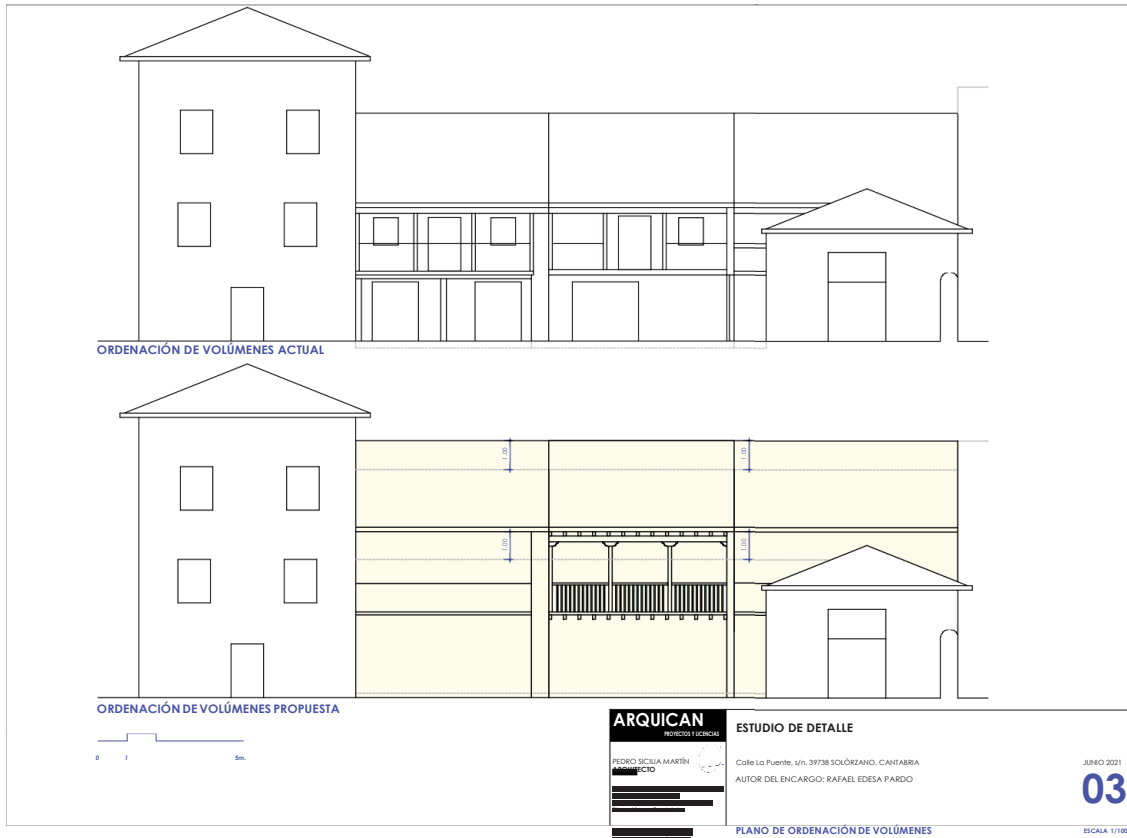 ORDENACIÓN DE VOLÚMENES ACTUAL
1.00
1.00
1.00
1.00
ORDENACIÓN DE VOLÚMENES PROPUESTA
0 1 5m.
ARQUICAN
PROYECTOS Y LICENCIAS
PEDRO SICILIA MARTÍN
ARQUITECTO
ESTUDIO DE DETALLE
Calle La Puente, s/n. 39738 SOLÓRZANO. CANTABRIA
AUTOR DEL ENCARGO: RAFAEL EDESA PARDO
JUNIO 2021
03
PLANO DE ORDENACIÓN DE VOLÚMENES
ESCALA 1/100